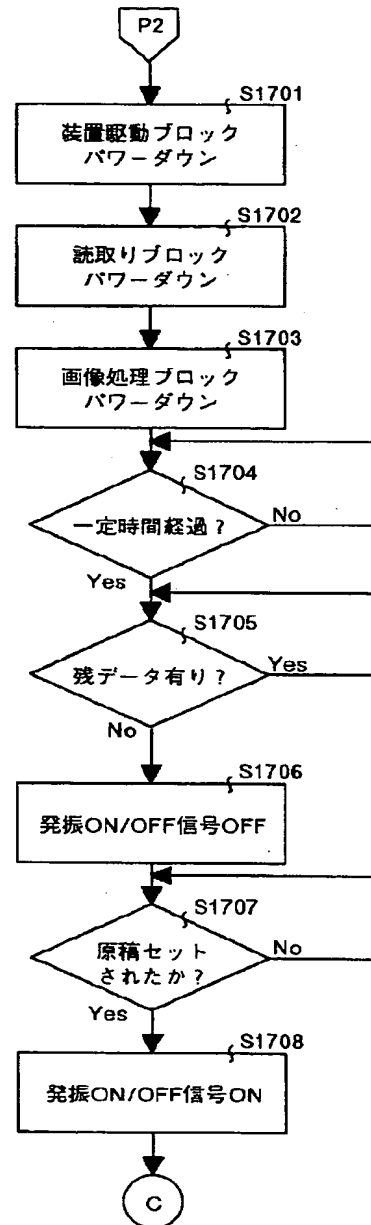 P2
S1701
装置駆動ブロック
パワーダウン
S1702
読取りブロック
パワーダウン
S1703
画像処理ブロック
パワーダウン
S1704
一定時間経過？
No
Yes
S1705
残データ有り？
Yes
No
S1706
発振ON/OFF信号OFF
S1707
原稿セット
されたか？
No
Yes
S1708
発振ON/OFF信号ON
C